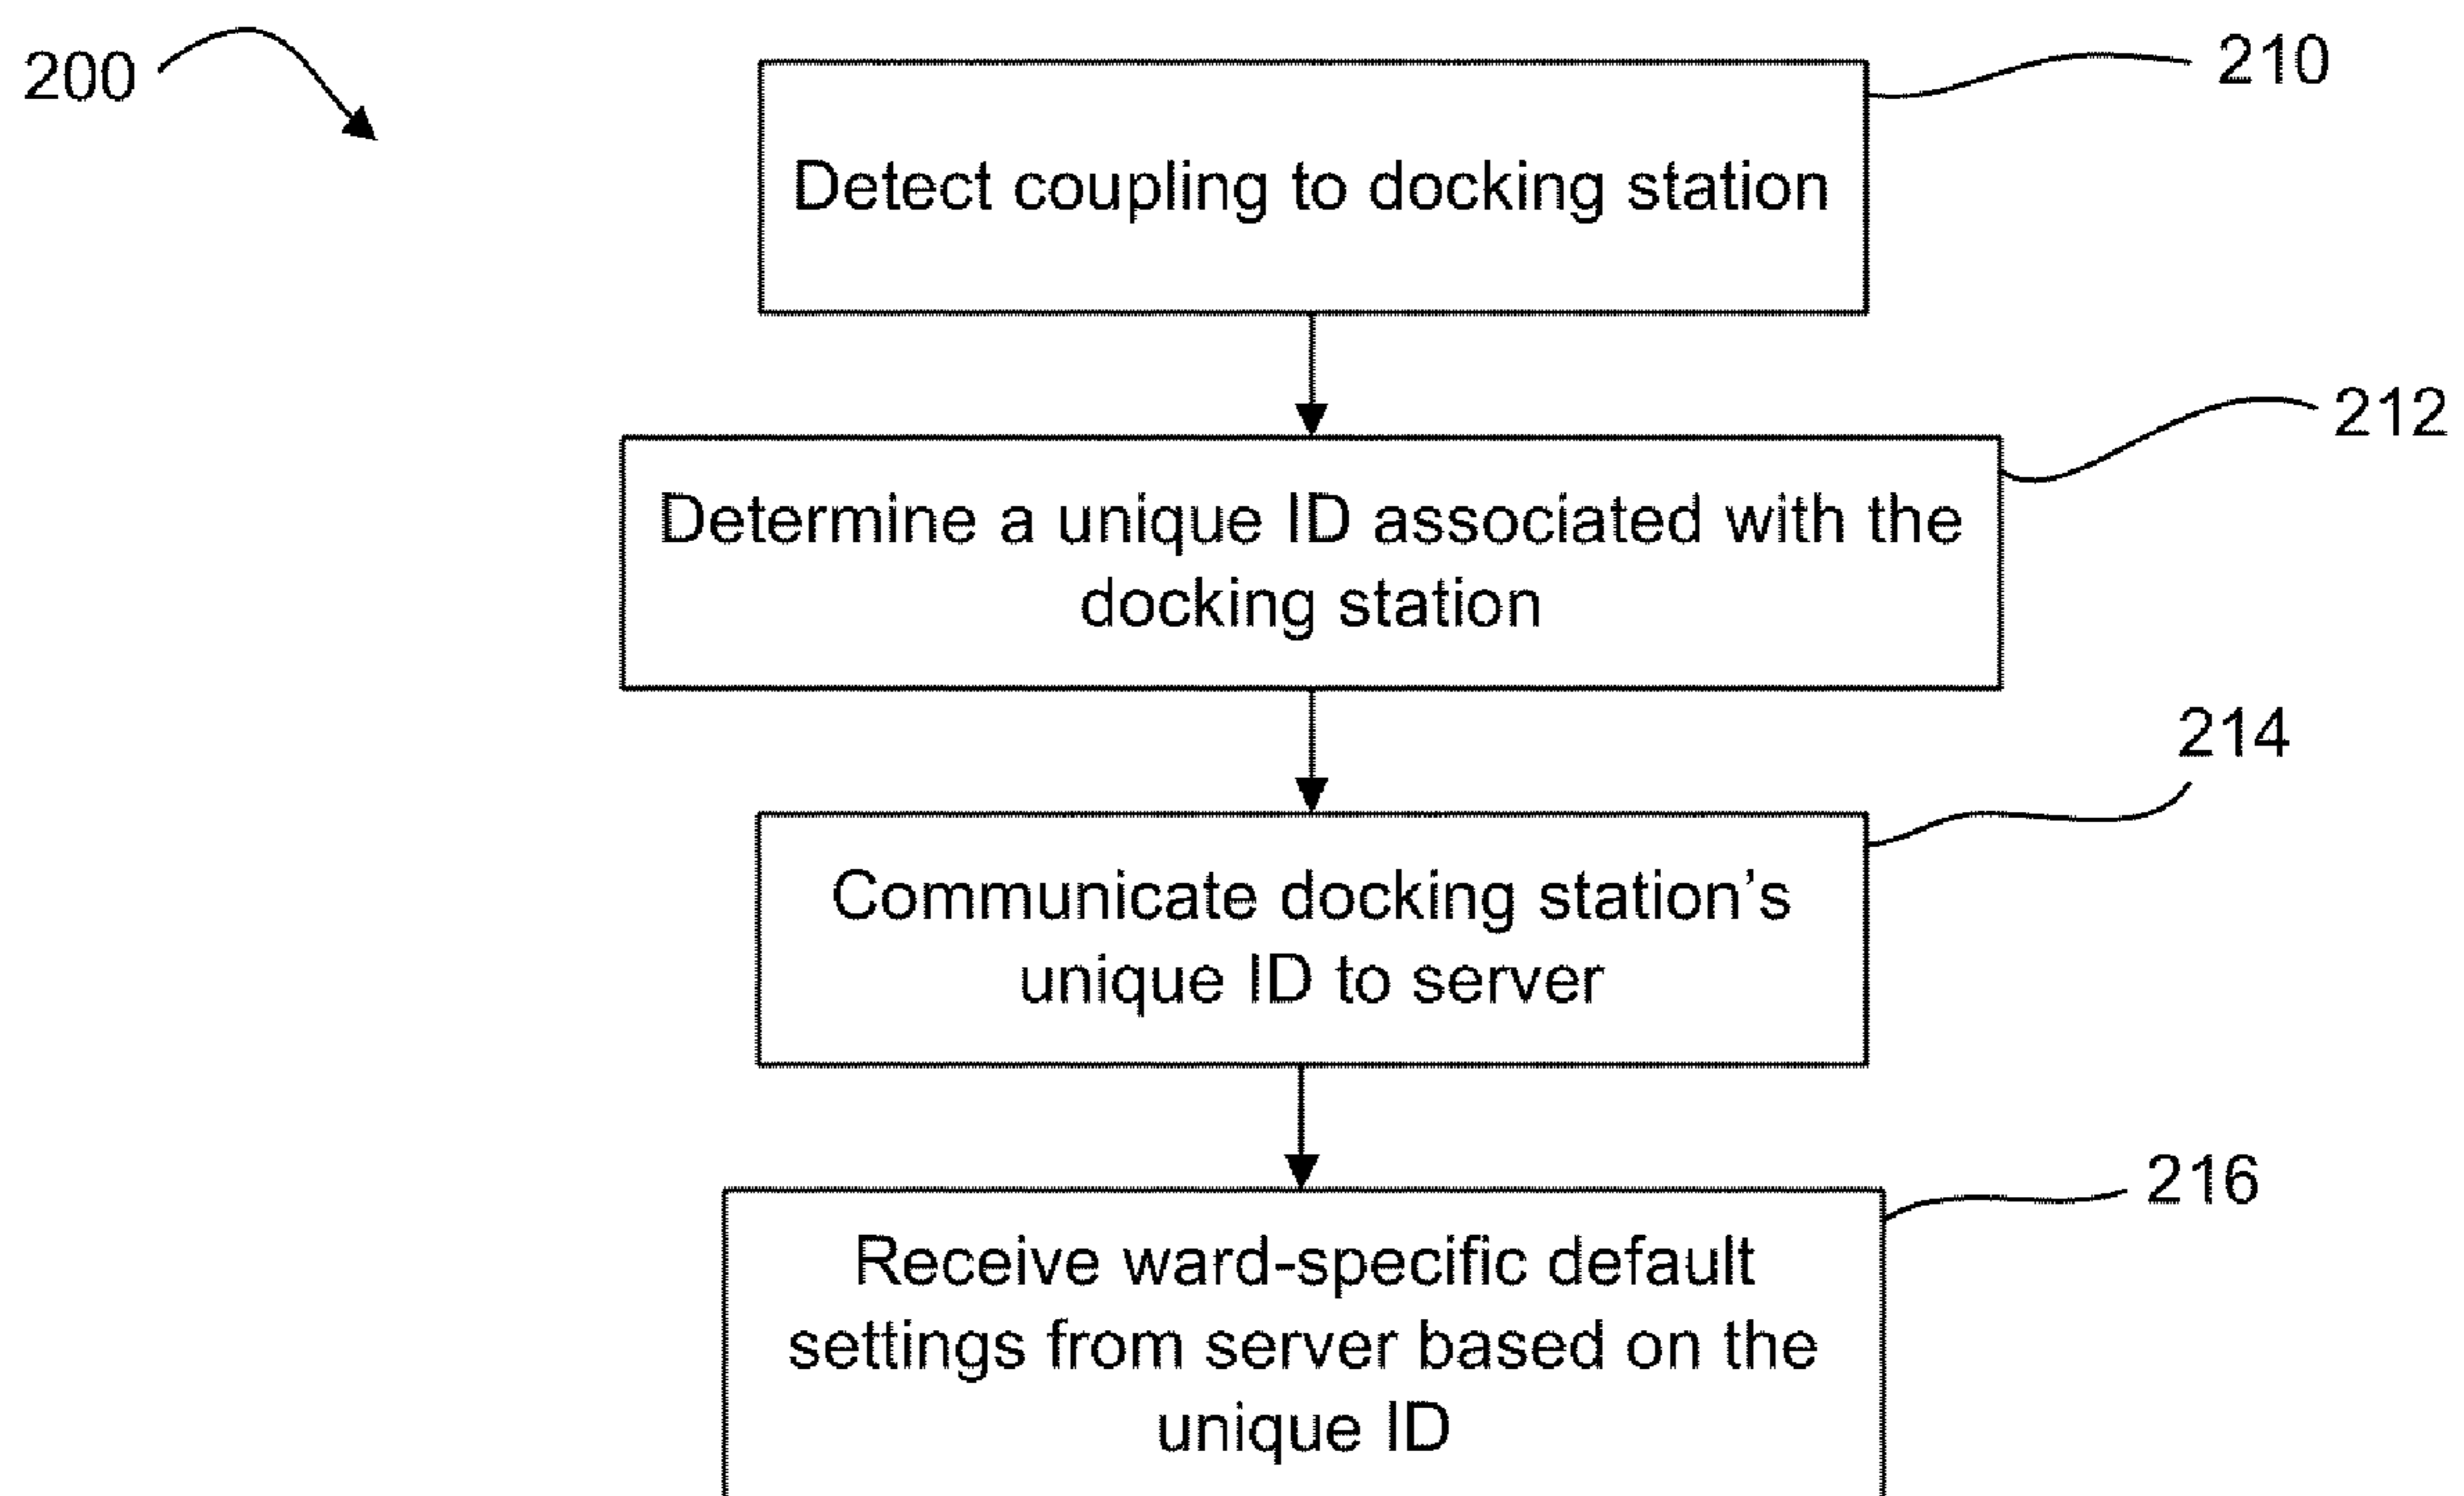 200
210
Detect coupling to docking station
212
Determine a unique ID associated with the
docking station
214
Communicate docking station’s
unique ID to server
216
Receive ward-specific default
settings from server based on the
unique ID